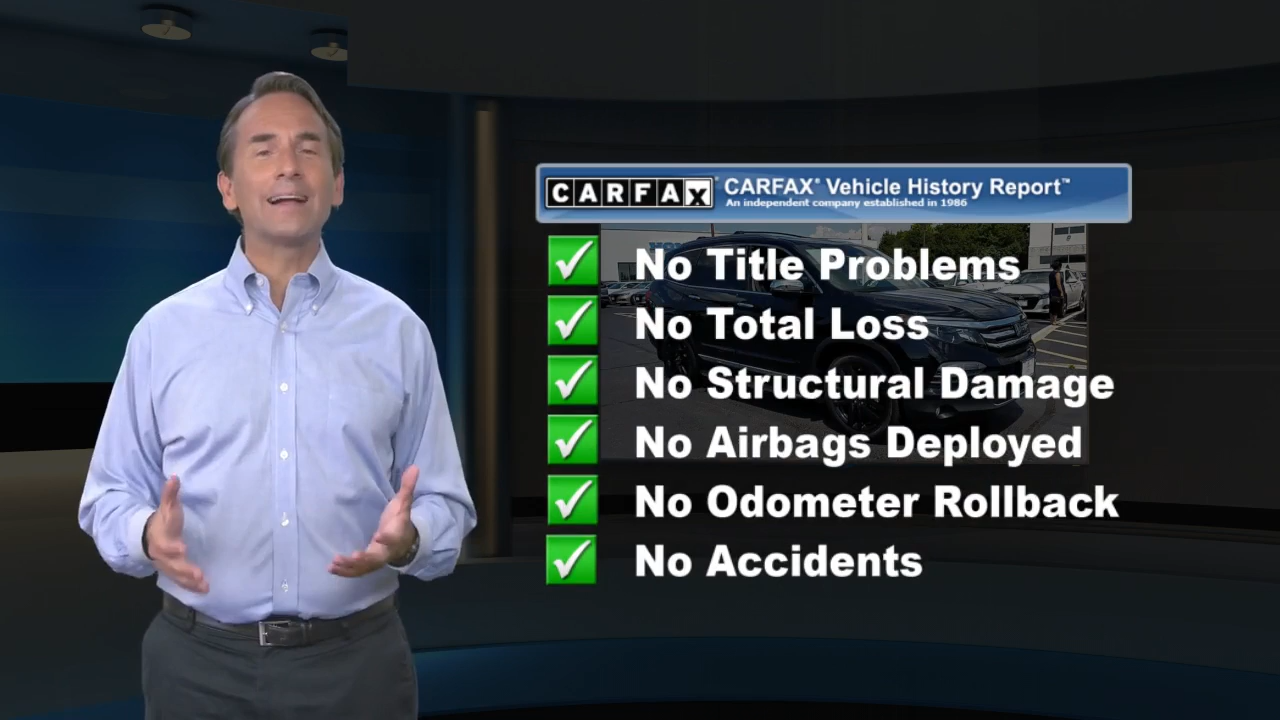 CARFAX® CARFAX® Vehicle History Report™
An independent company established in 1986
No Title Problems
No Total Loss
No Structural Damage
No Airbags Deployed
No Odometer Rollback
No Accidents